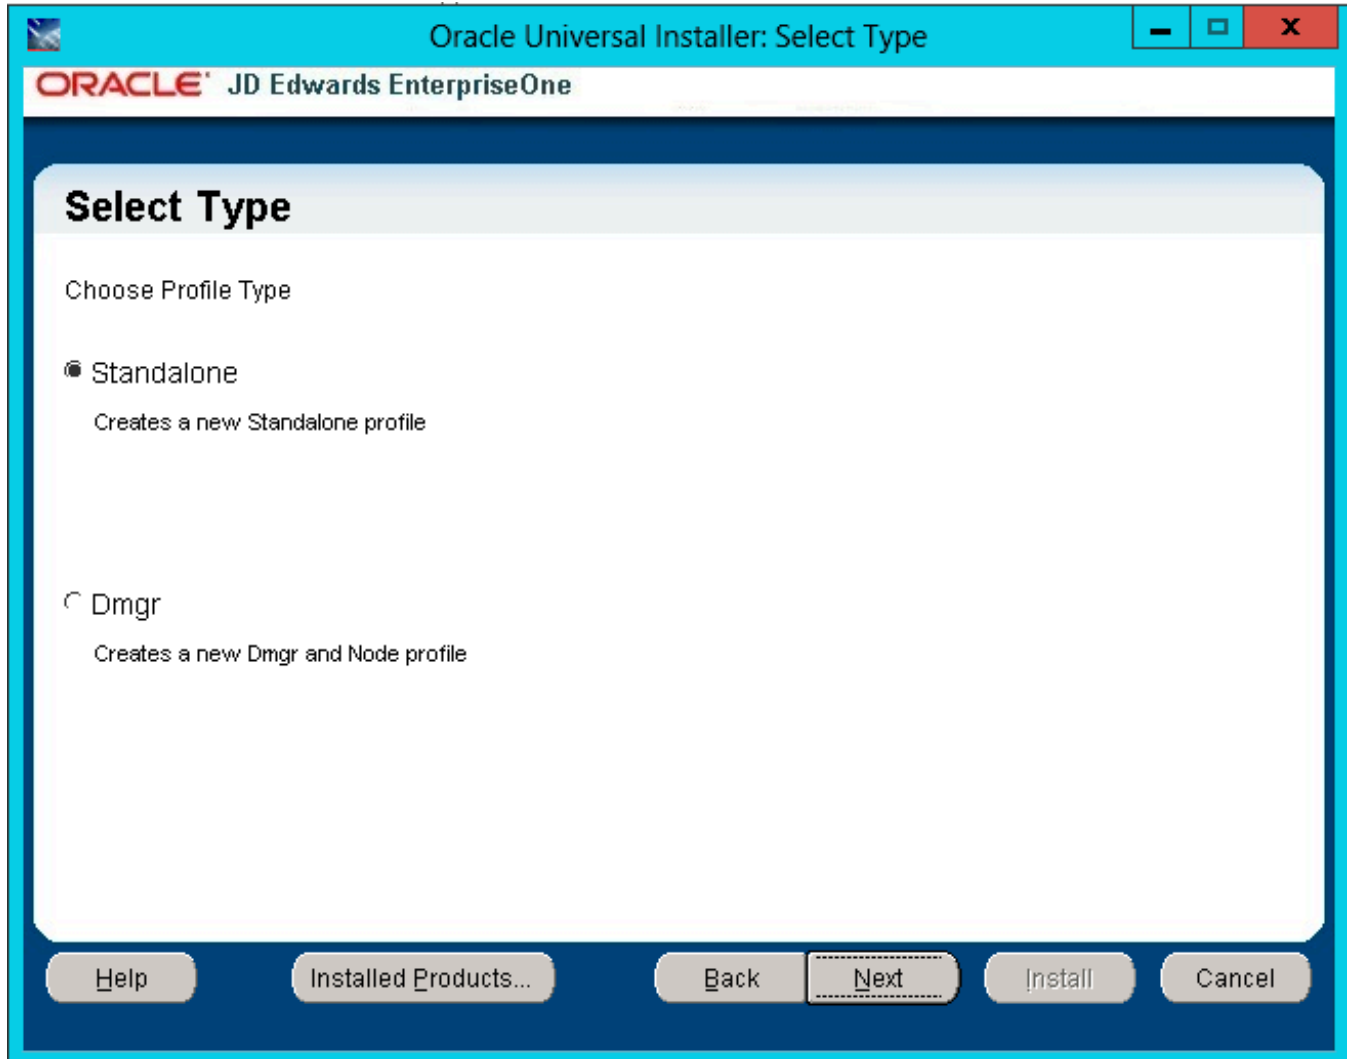 Oracle Universal Installer: Select Type
ORACLE JD Edwards EnterpriseOne
Select Type
Choose Profile Type
Standalone
Creates a new Standalone profile
Dmgr
Creates a new Dmgr and Node profile
Help Installed Products... Back Next Install Cancel